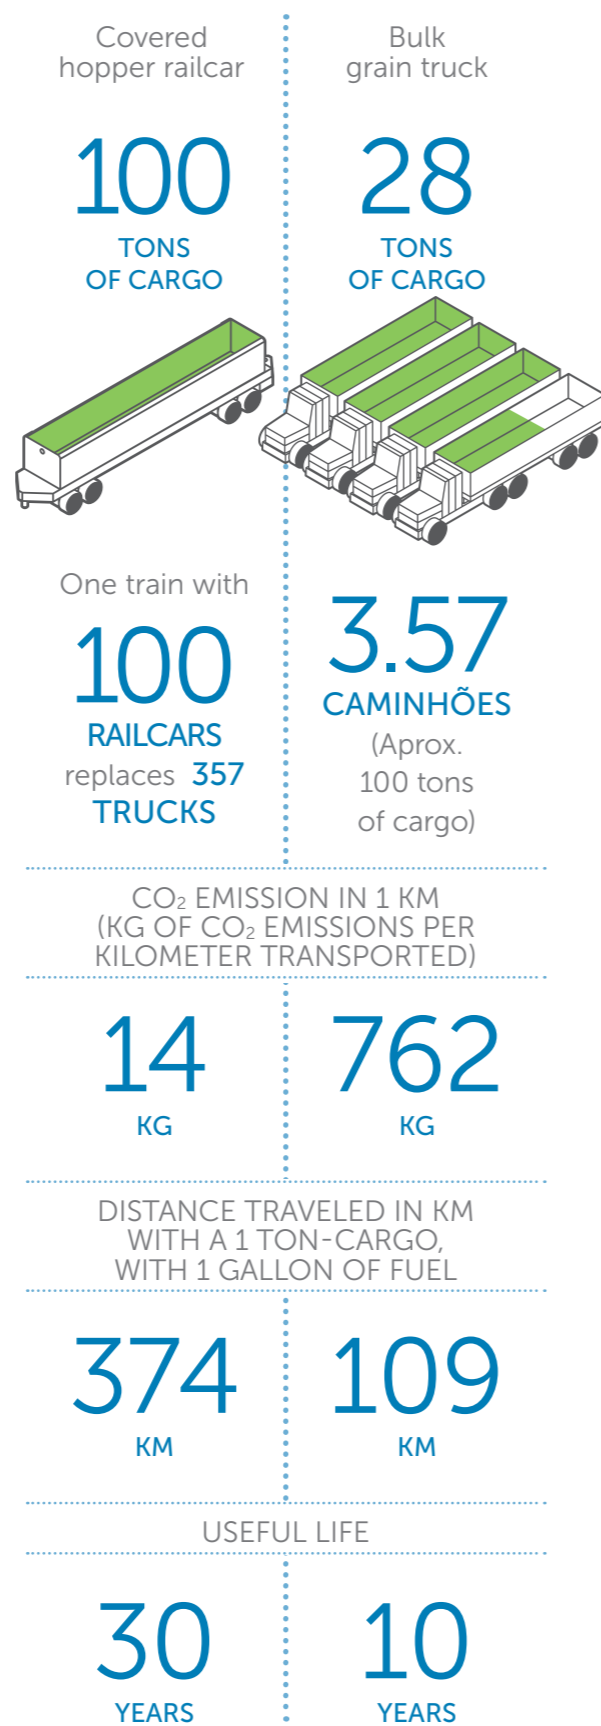 Covered
hopper railcar
100
TONS
OF CARGO
Bulk
grain truck
28
TONS
OF CARGO
One train with
100
RAILCARS
replaces 357
TRUCKS
3.57
CAMINHÕES
(Aprox.
100 tons
of cargo)
CO₂ EMISSION IN 1 KM
(KG OF CO₂ EMISSIONS PER
KILOMETER TRANSPORTED)
14
KG
762
KG
DISTANCE TRAVELED IN KM
WITH A 1 TON-CARGO,
WITH 1 GALLON OF FUEL
374
KM
109
KM
USEFUL LIFE
30
YEARS
10
YEARS